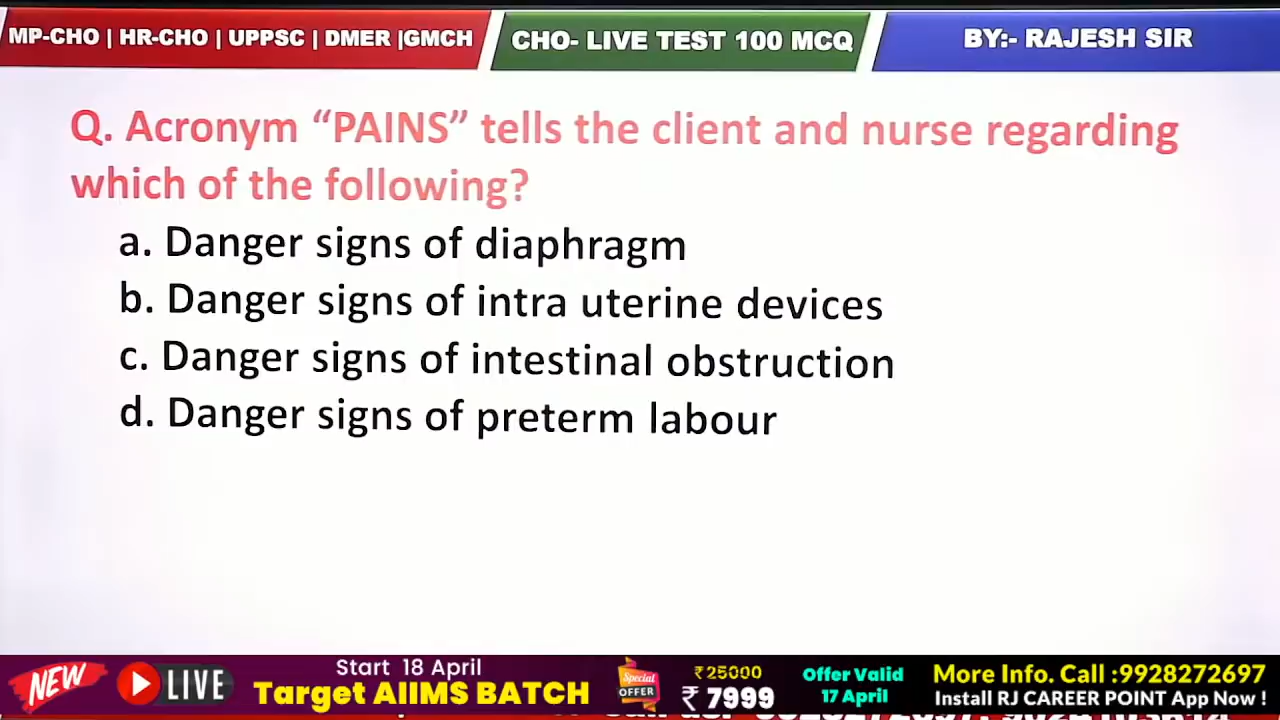 MP-CHO | HR-CHO | UPPSC | DMER |GMCH
CHO- LIVE TEST 100 MCQ
BY:- RAJESH SIR
Q. Acronym “PAINS” tells the client and nurse regarding
which of the following?
a. Danger signs of diaphragm
b. Danger signs of intra uterine devices
c. Danger signs of intestinal obstruction
d. Danger signs of preterm labour
NEW
LIVE
Start 18 April
Target AIIMS BATCH
Special
OFFER
₹25000
₹7999
Offer Valid
17 April
More Info. Call :9928272697
Install RJ CAREER POINT App Now !